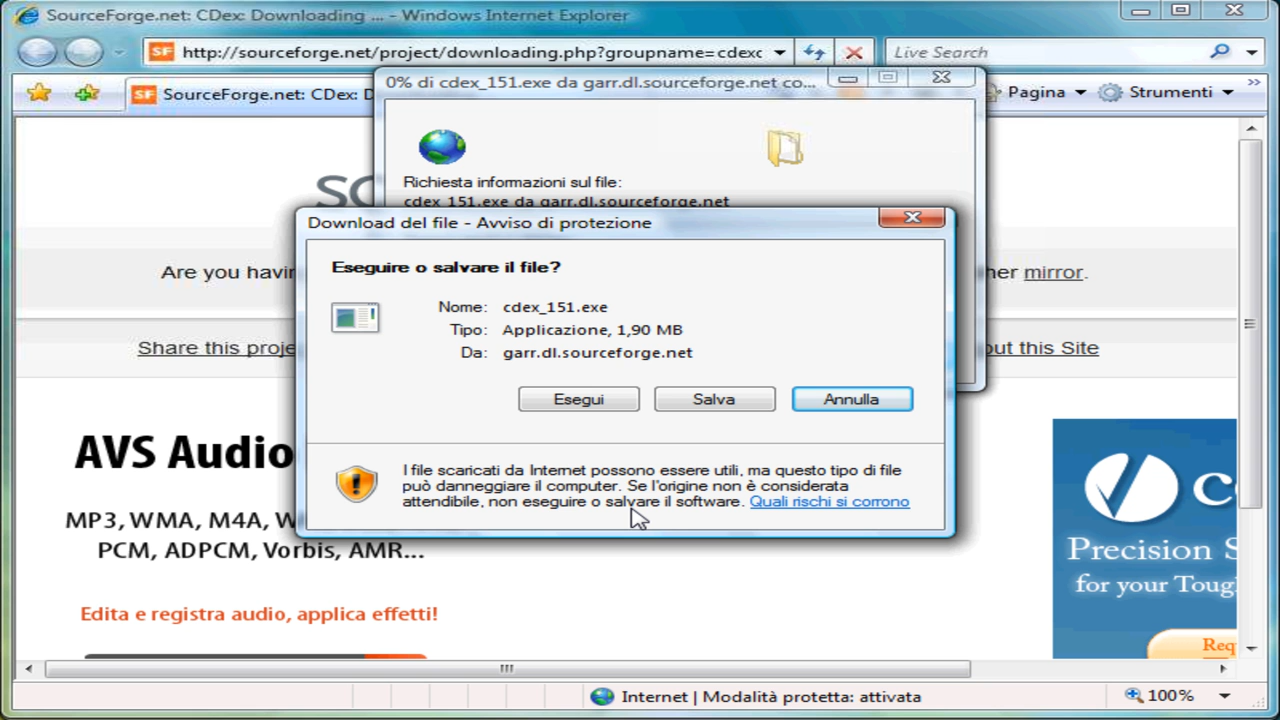 SourceForge.net: CDex: Downloading ... - Windows Internet Explorer
SF http://sourceforge.net/project/downloading.php?groupname=cdex
Live Search
SF SourceForge.net: CDex: D
Pagina
Strumenti
0% di cdex_151.exe da garr.dl.sourceforge.net co...
Richiesta informazioni sul file:
cdex_151.exe da garr.dl.sourceforge.net
Download del file - Avviso di protezione
Eseguire o salvare il file?
Nome: cdex_151.exe
Tipo: Applicazione, 1,90 MB
Da: garr.dl.sourceforge.net
Esegui
Salva
Annulla
I file scaricati da Internet possono essere utili, ma questo tipo di file
può danneggiare il computer. Se l'origine non è considerata
attendibile, non eseguire o salvare il software. Quali rischi si corrono
Are you havin
her mirror.
Share this proje
out this Site
AVS Audio
MP3, WMA, M4A, W
PCM, ADPCM, Vorbis, AMR...
Edita e registra audio, applica effetti!
Precision S
for your Toug
Req
Internet | Modalità protetta: attivata
100%